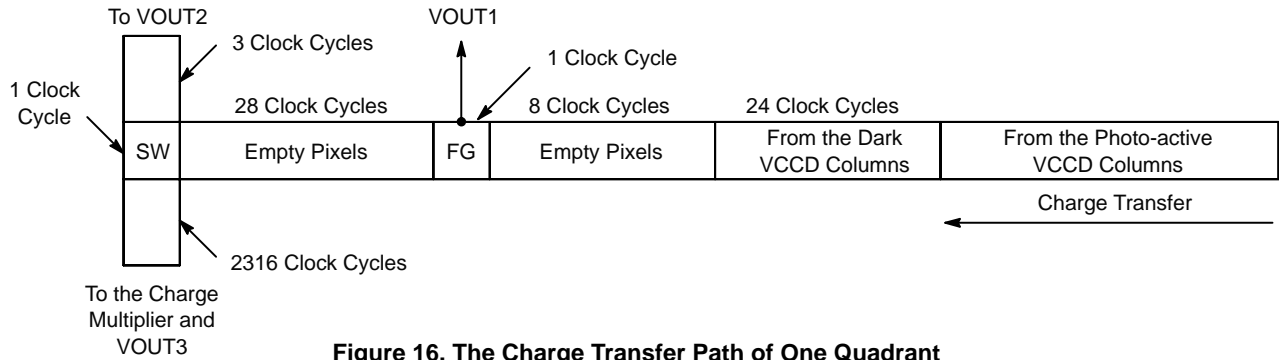 To VOUT2
VOUT1
3 Clock Cycles
1 Clock Cycle
1 Clock
Cycle
28 Clock Cycles
8 Clock Cycles
24 Clock Cycles
SW
Empty Pixels
FG
Empty Pixels
From the Dark
VCCD Columns
From the Photo-active
VCCD Columns
Charge Transfer
2316 Clock Cycles
To the Charge
Multiplier and
VOUT3
Figure 16. The Charge Transfer Path of One Quadrant